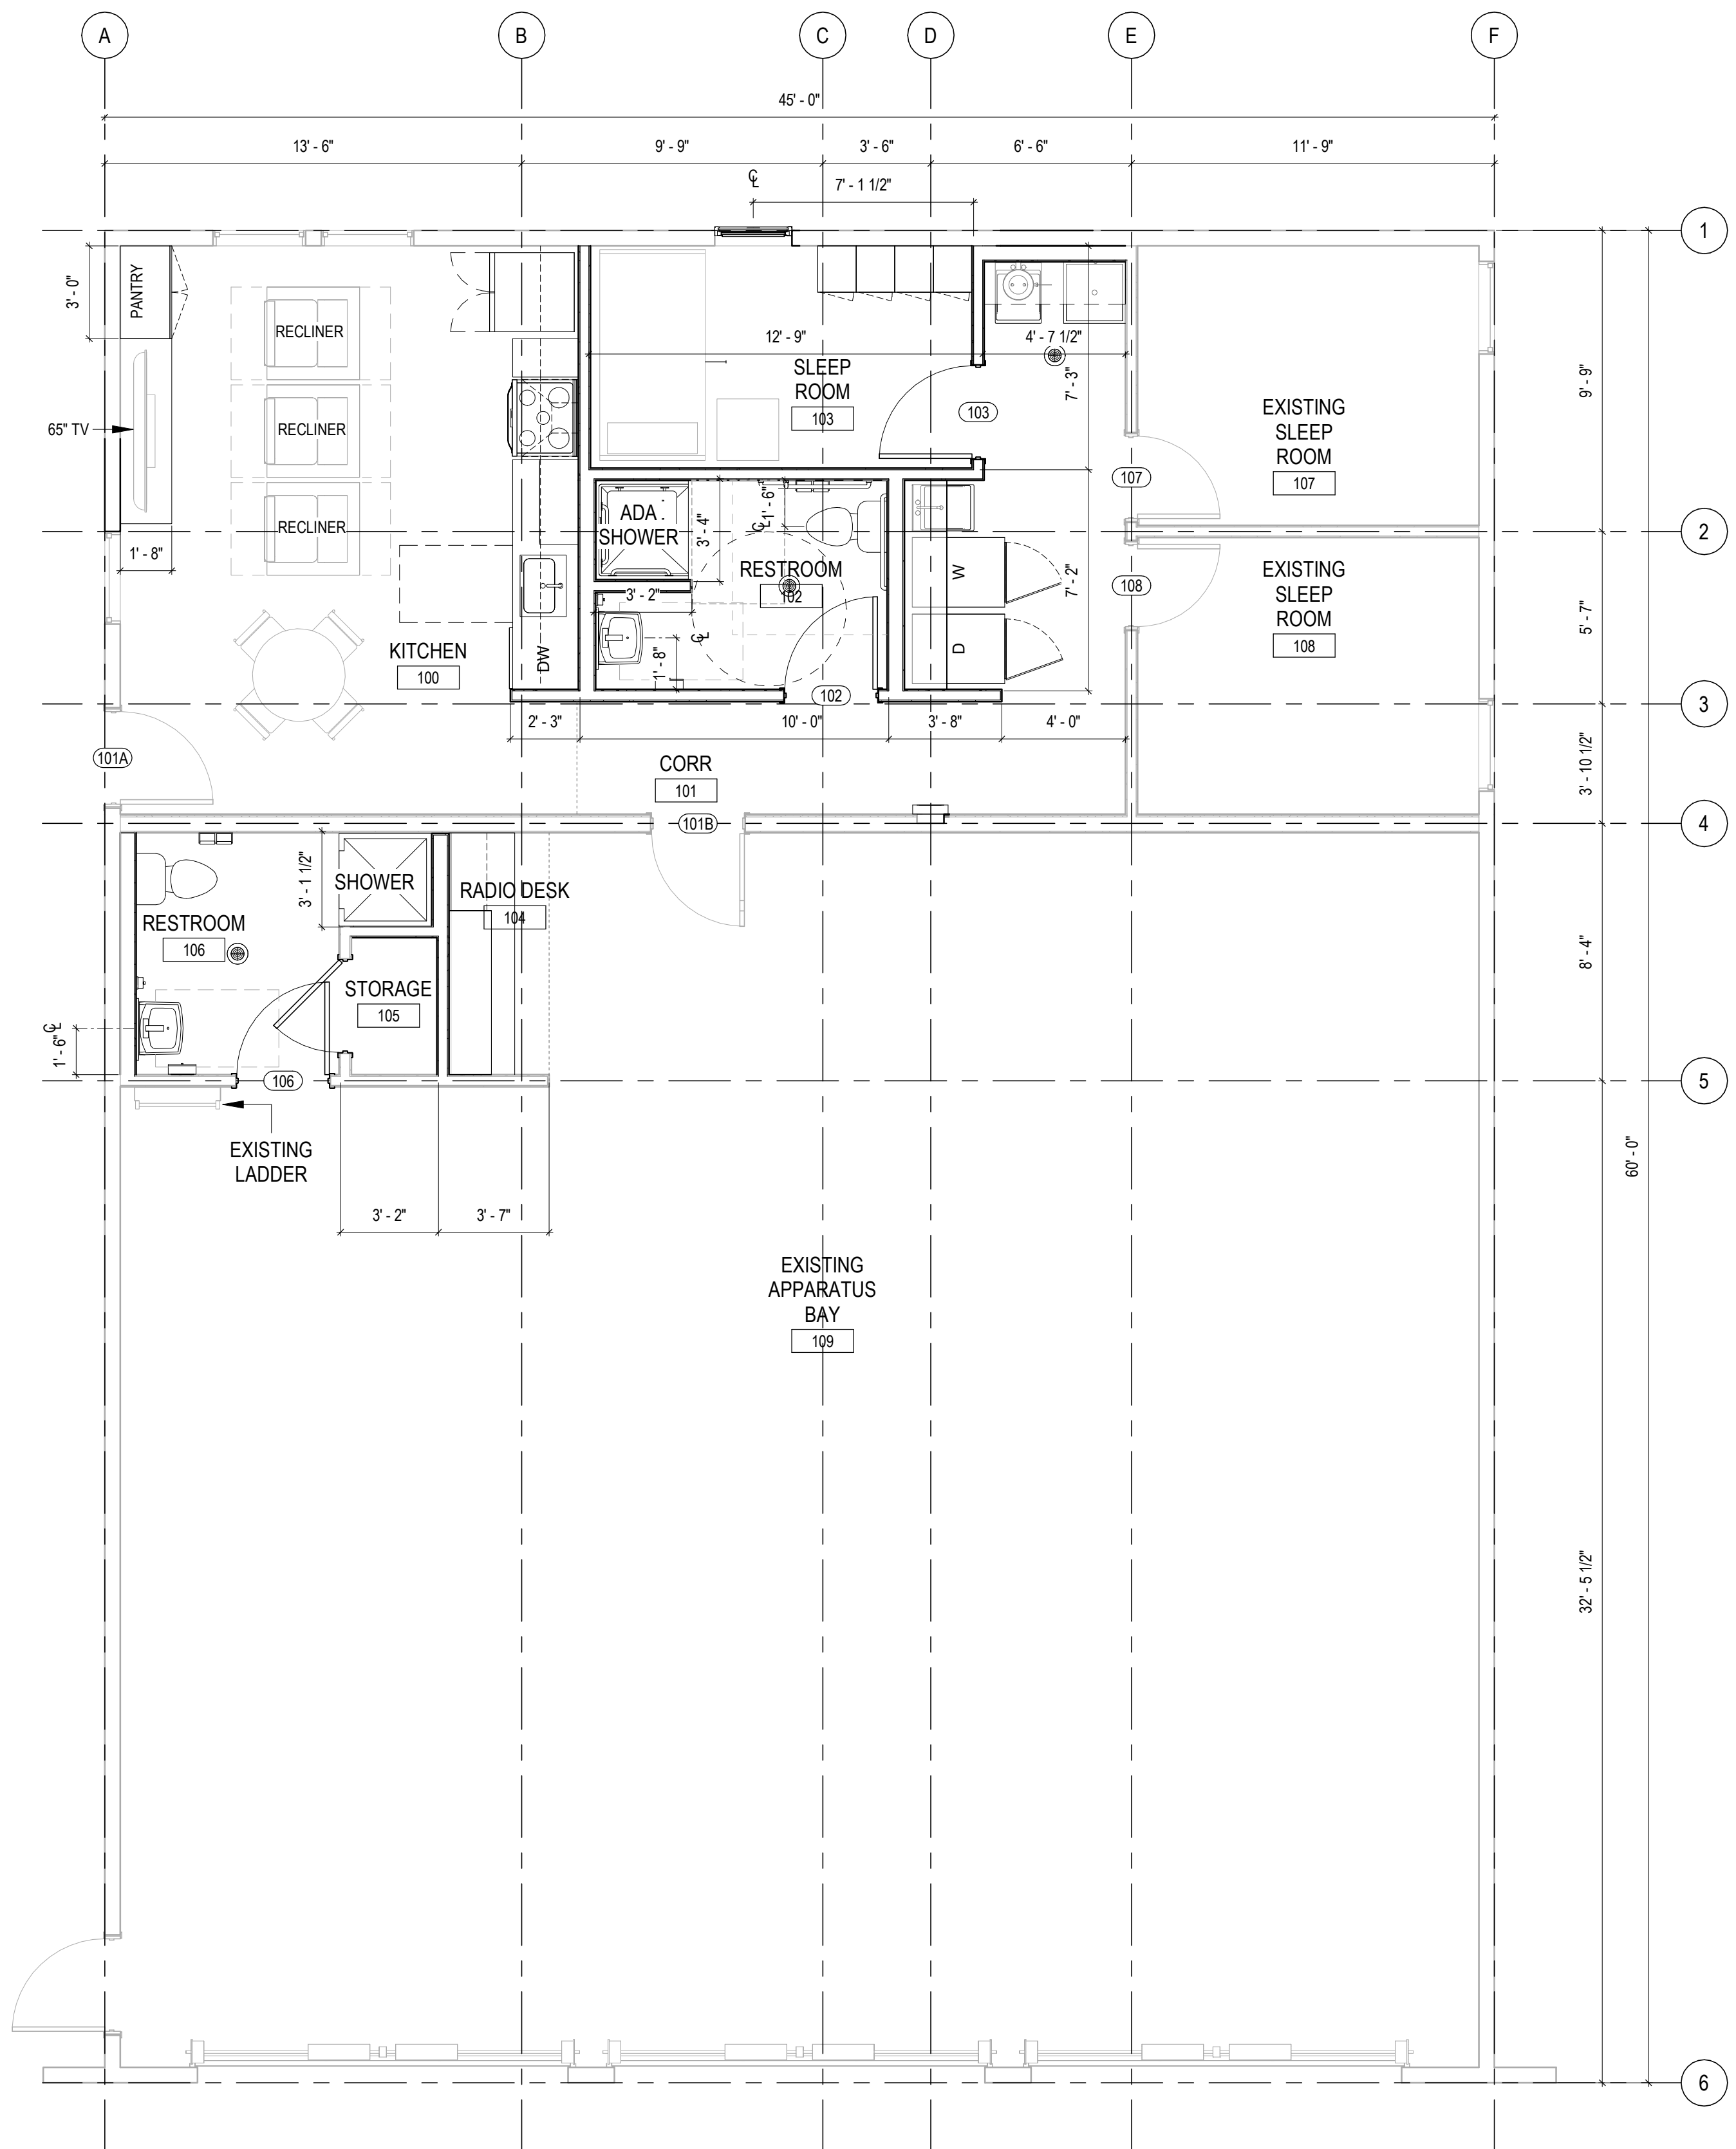 A
B
C
D
E
F
45' - 0"
13' - 6"
9' - 9"
3' - 6"
6' - 6"
11' - 9"
℄
7' - 1 1/2"
1
3' - 0"
PANTRY
RECLINER
12' - 9"
4' - 7 1/2"
SLEEP
ROOM
103
7' - 3"
103
9' - 9"
65" TV
RECLINER
EXISTING
SLEEP
ROOM
107
107
RECLINER
1' - 8"
ADA
SHOWER
3' - 4"
1' - 6"
℄
2
RESTROOM
102
3' - 2"
W
7' - 2"
108
EXISTING
SLEEP
ROOM
108
5' - 7"
KITCHEN
100
DW
℄
1' - 8"
D
102
3
2' - 3"
10' - 0"
3' - 8"
4' - 0"
101A
CORR
101
3' - 10 1/2"
101B
4
3' - 1 1/2"
SHOWER
RADIO DESK
104
RESTROOM
106
8' - 4"
STORAGE
105
℄
1' - 6"
106
5
EXISTING
LADDER
60' - 0"
3' - 2"
3' - 7"
EXISTING
APPARATUS
BAY
109
32' - 5 1/2"
6